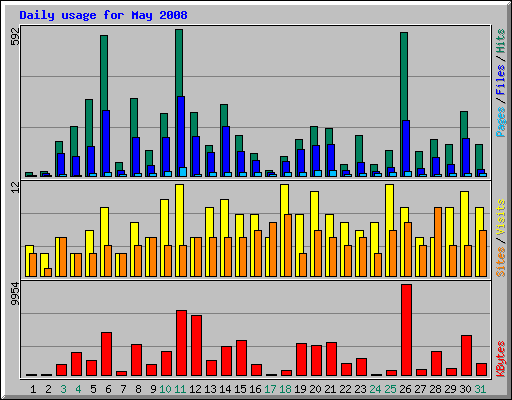 Daily usage for May 2008
592
Pages / Files / Hits
12
Sites / Visits
9954
KBytes
1 2 3 4 5 6 7 8 9 10 11 12 13 14 15 16 17 18 19 20 21 22 23 24 25 26 27 28 29 30 31